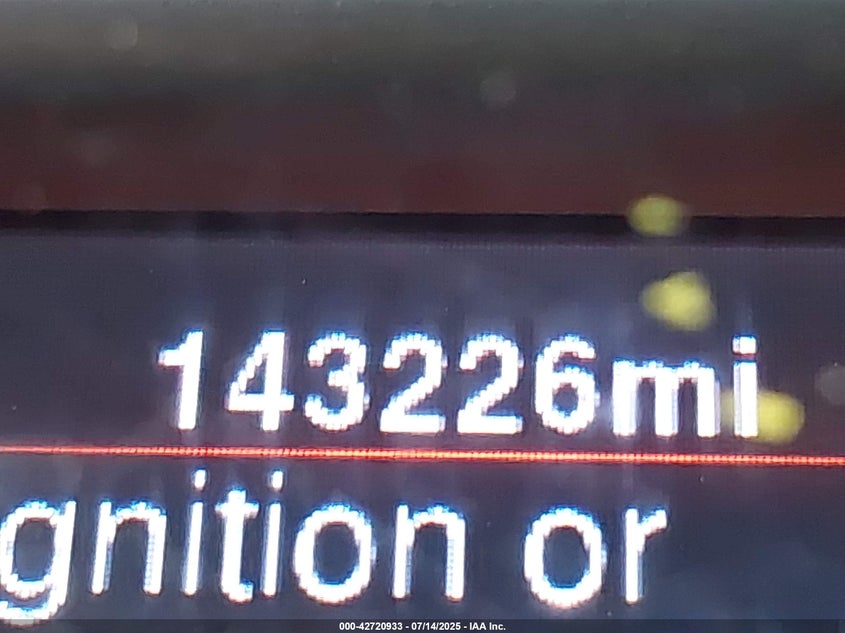 143226mi
gnition or
000-42720933 - 07/14/2025 - IAA Inc.